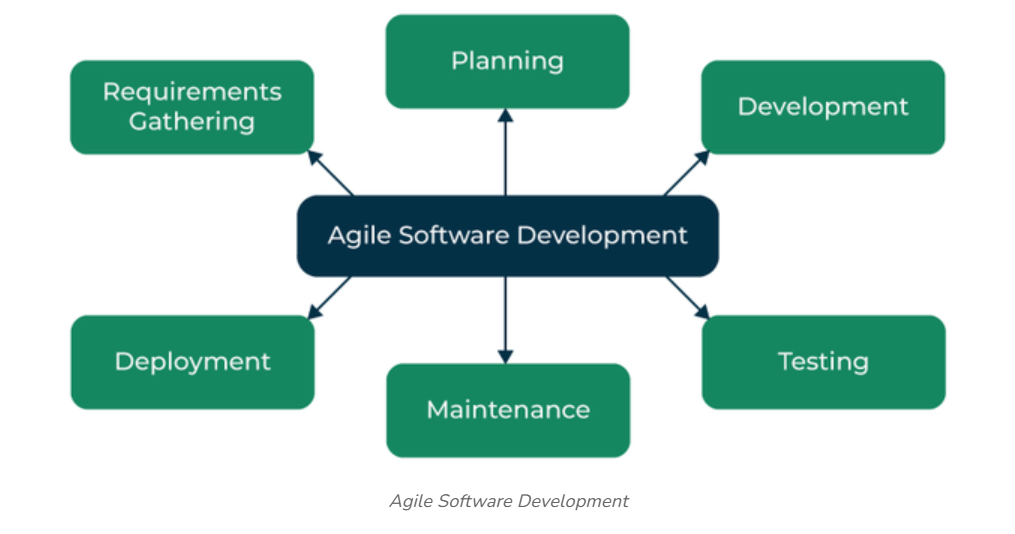 Planning
Requirements
Gathering
Development
Agile Software Development
Deployment
Testing
Maintenance
Agile Software Development